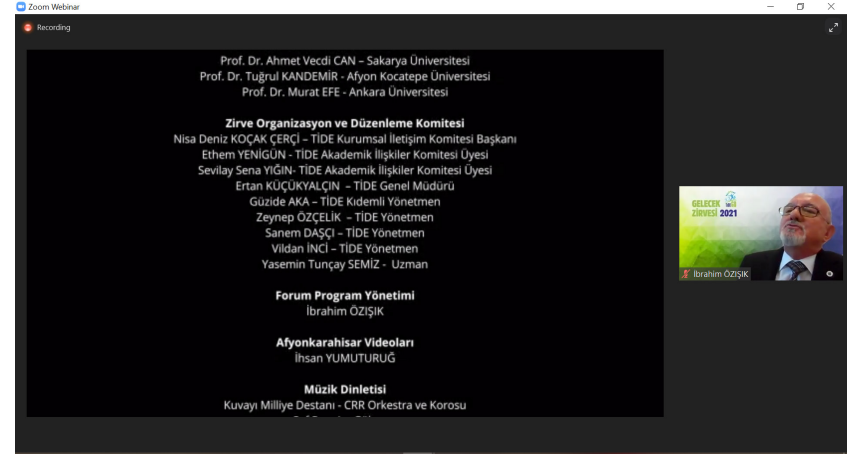 Zoom Webinar
Recording
Prof. Dr. Ahmet Vecdi CAN – Sakarya Üniversitesi
Prof. Dr. Tuğrul KANDEMİR - Afyon Kocatepe Üniversitesi
Prof. Dr. Murat EFE - Ankara Üniversitesi
Zirve Organizasyon ve Düzenleme Komitesi
Nisa Deniz KOÇAK ÇERÇİ – TİDE Kurumsal İletişim Komitesi Başkanı
Ethem YENİGÜN - TİDE Akademik İlişkiler Komitesi Üyesi
Sevilay Sena YIĞIN- TİDE Akademik İlişkiler Komitesi Üyesi
Ertan KÜÇÜKYALÇIN – TİDE Genel Müdürü
Güzide AKA – TİDE Kıdemli Yönetmen
Zeynep ÖZÇELİK – TİDE Yönetmen
Sanem DAŞÇI – TİDE Yönetmen
Vildan İNCİ – TİDE Yönetmen
Yasemin Tunçay SEMİZ - Uzman
Forum Program Yönetimi
İbrahim ÖZIŞIK
Afyonkarahisar Videoları
İhsan YUMUTURUĞ
Müzik Dinletisi
Kuvayı Milliye Destanı - CRR Orkestra ve Korosu
GELECEK
ZİRVESİ 2021
İbrahim ÖZIŞIK